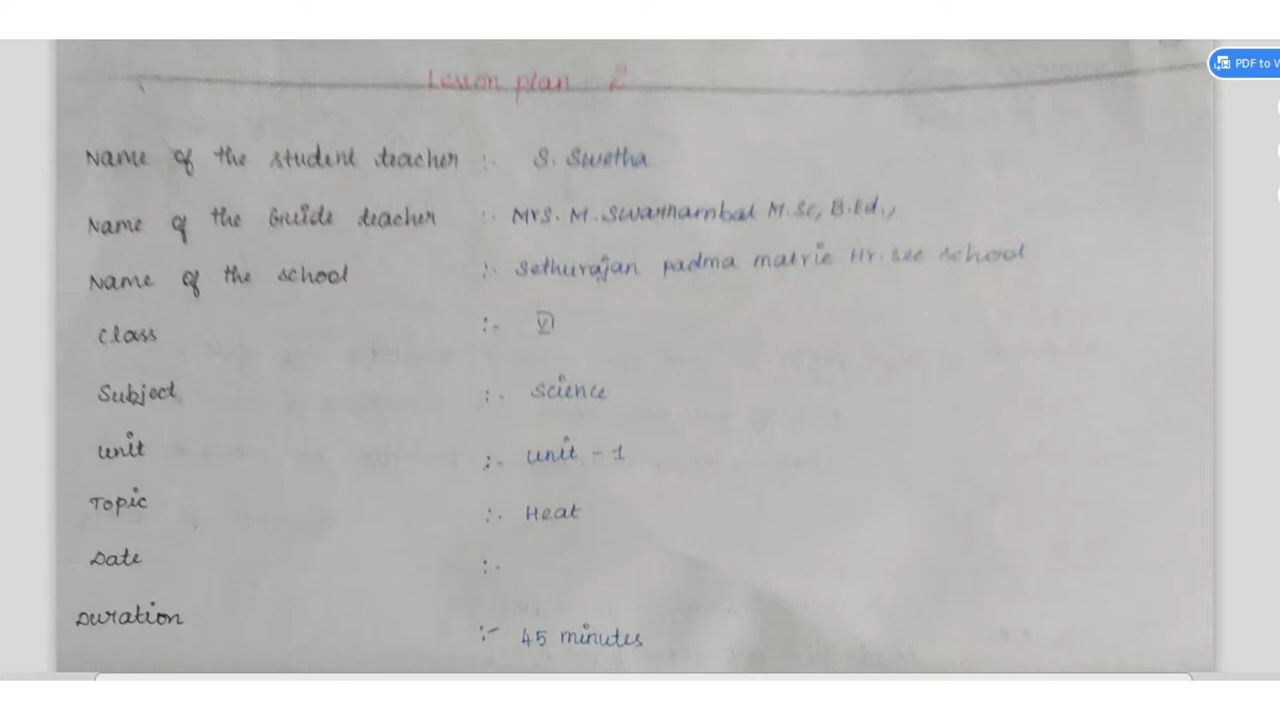 Lesson plan - 2
Name of the student teacher :- S. Swetha
Name of the Guide teacher :- Mrs. M. Swarnambal M.Sc, B.Ed.,
Name of the school :- Sethurajan padma matric Hr. sec school
Class :- VI
Subject :- Science
Unit :- Unit - 1
Topic :- Heat
Date :-
Duration :- 45 minutes
PDF to